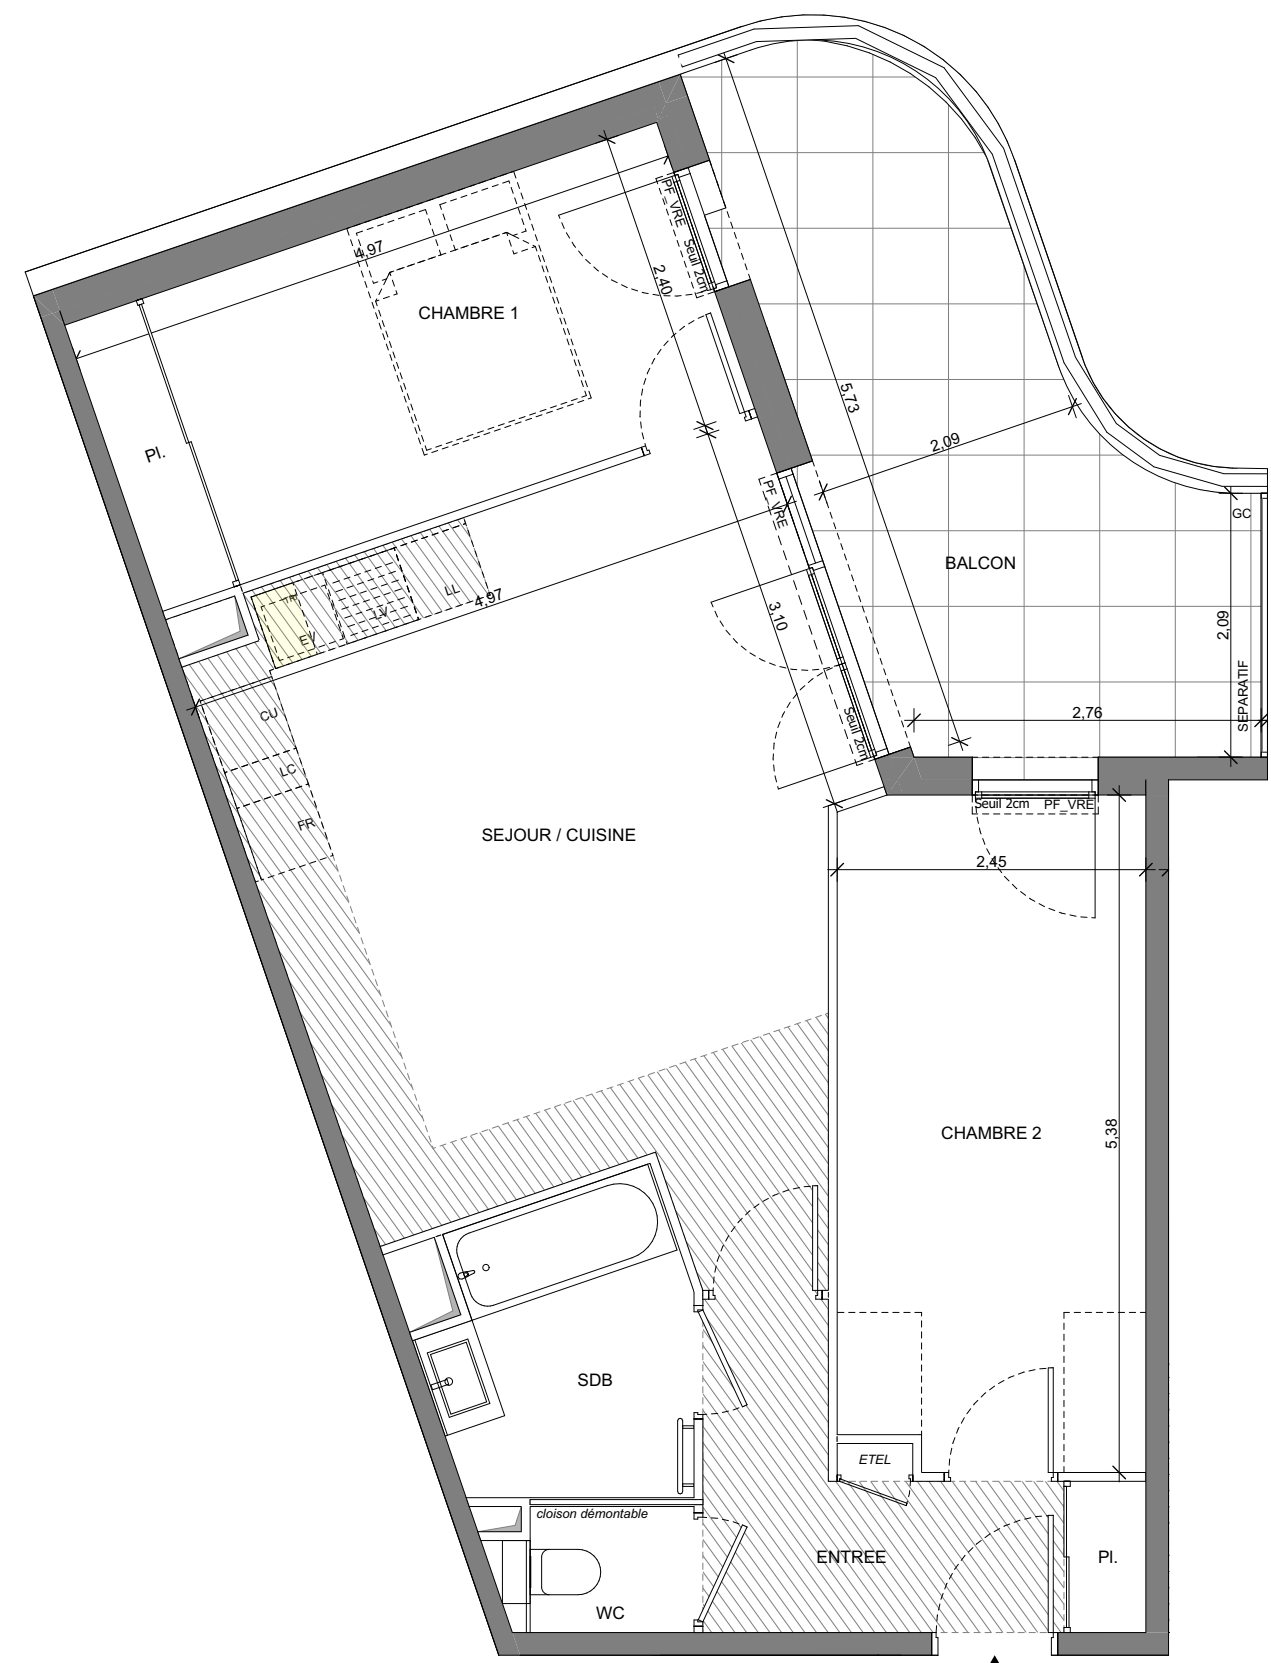 4,97
CHAMBRE 1
PF_VRE
Seuil 2cm
2,40
5,73
2,09
Pl.
PF_VRE
GC
BALCON
LL
LV
EV
4,97
3,10
2,09
SEPARATIF
CU
LC
FR
Seuil 2cm
2,76
Seuil 2cm PF_VRE
SEJOUR / CUISINE
2,45
CHAMBRE 2
5,38
SDB
ETEL
cloison démontable
ENTREE
Pl.
WC